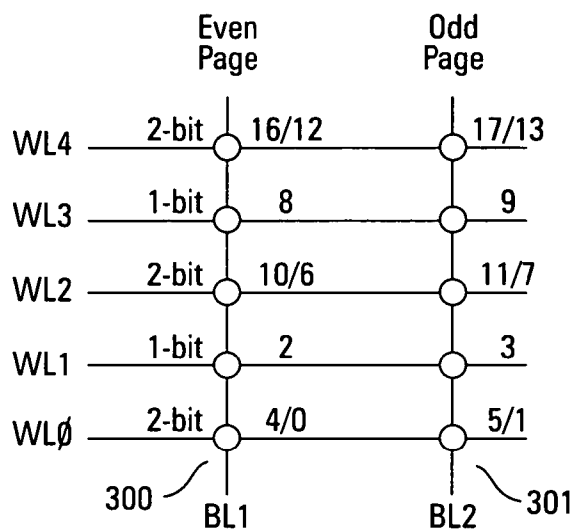 Even Page Odd Page
WL4 2-bit 16/12 17/13
WL3 1-bit 8 9
WL2 2-bit 10/6 11/7
WL1 1-bit 2 3
WLØ 2-bit 4/0 5/1
300 BL1 BL2 301